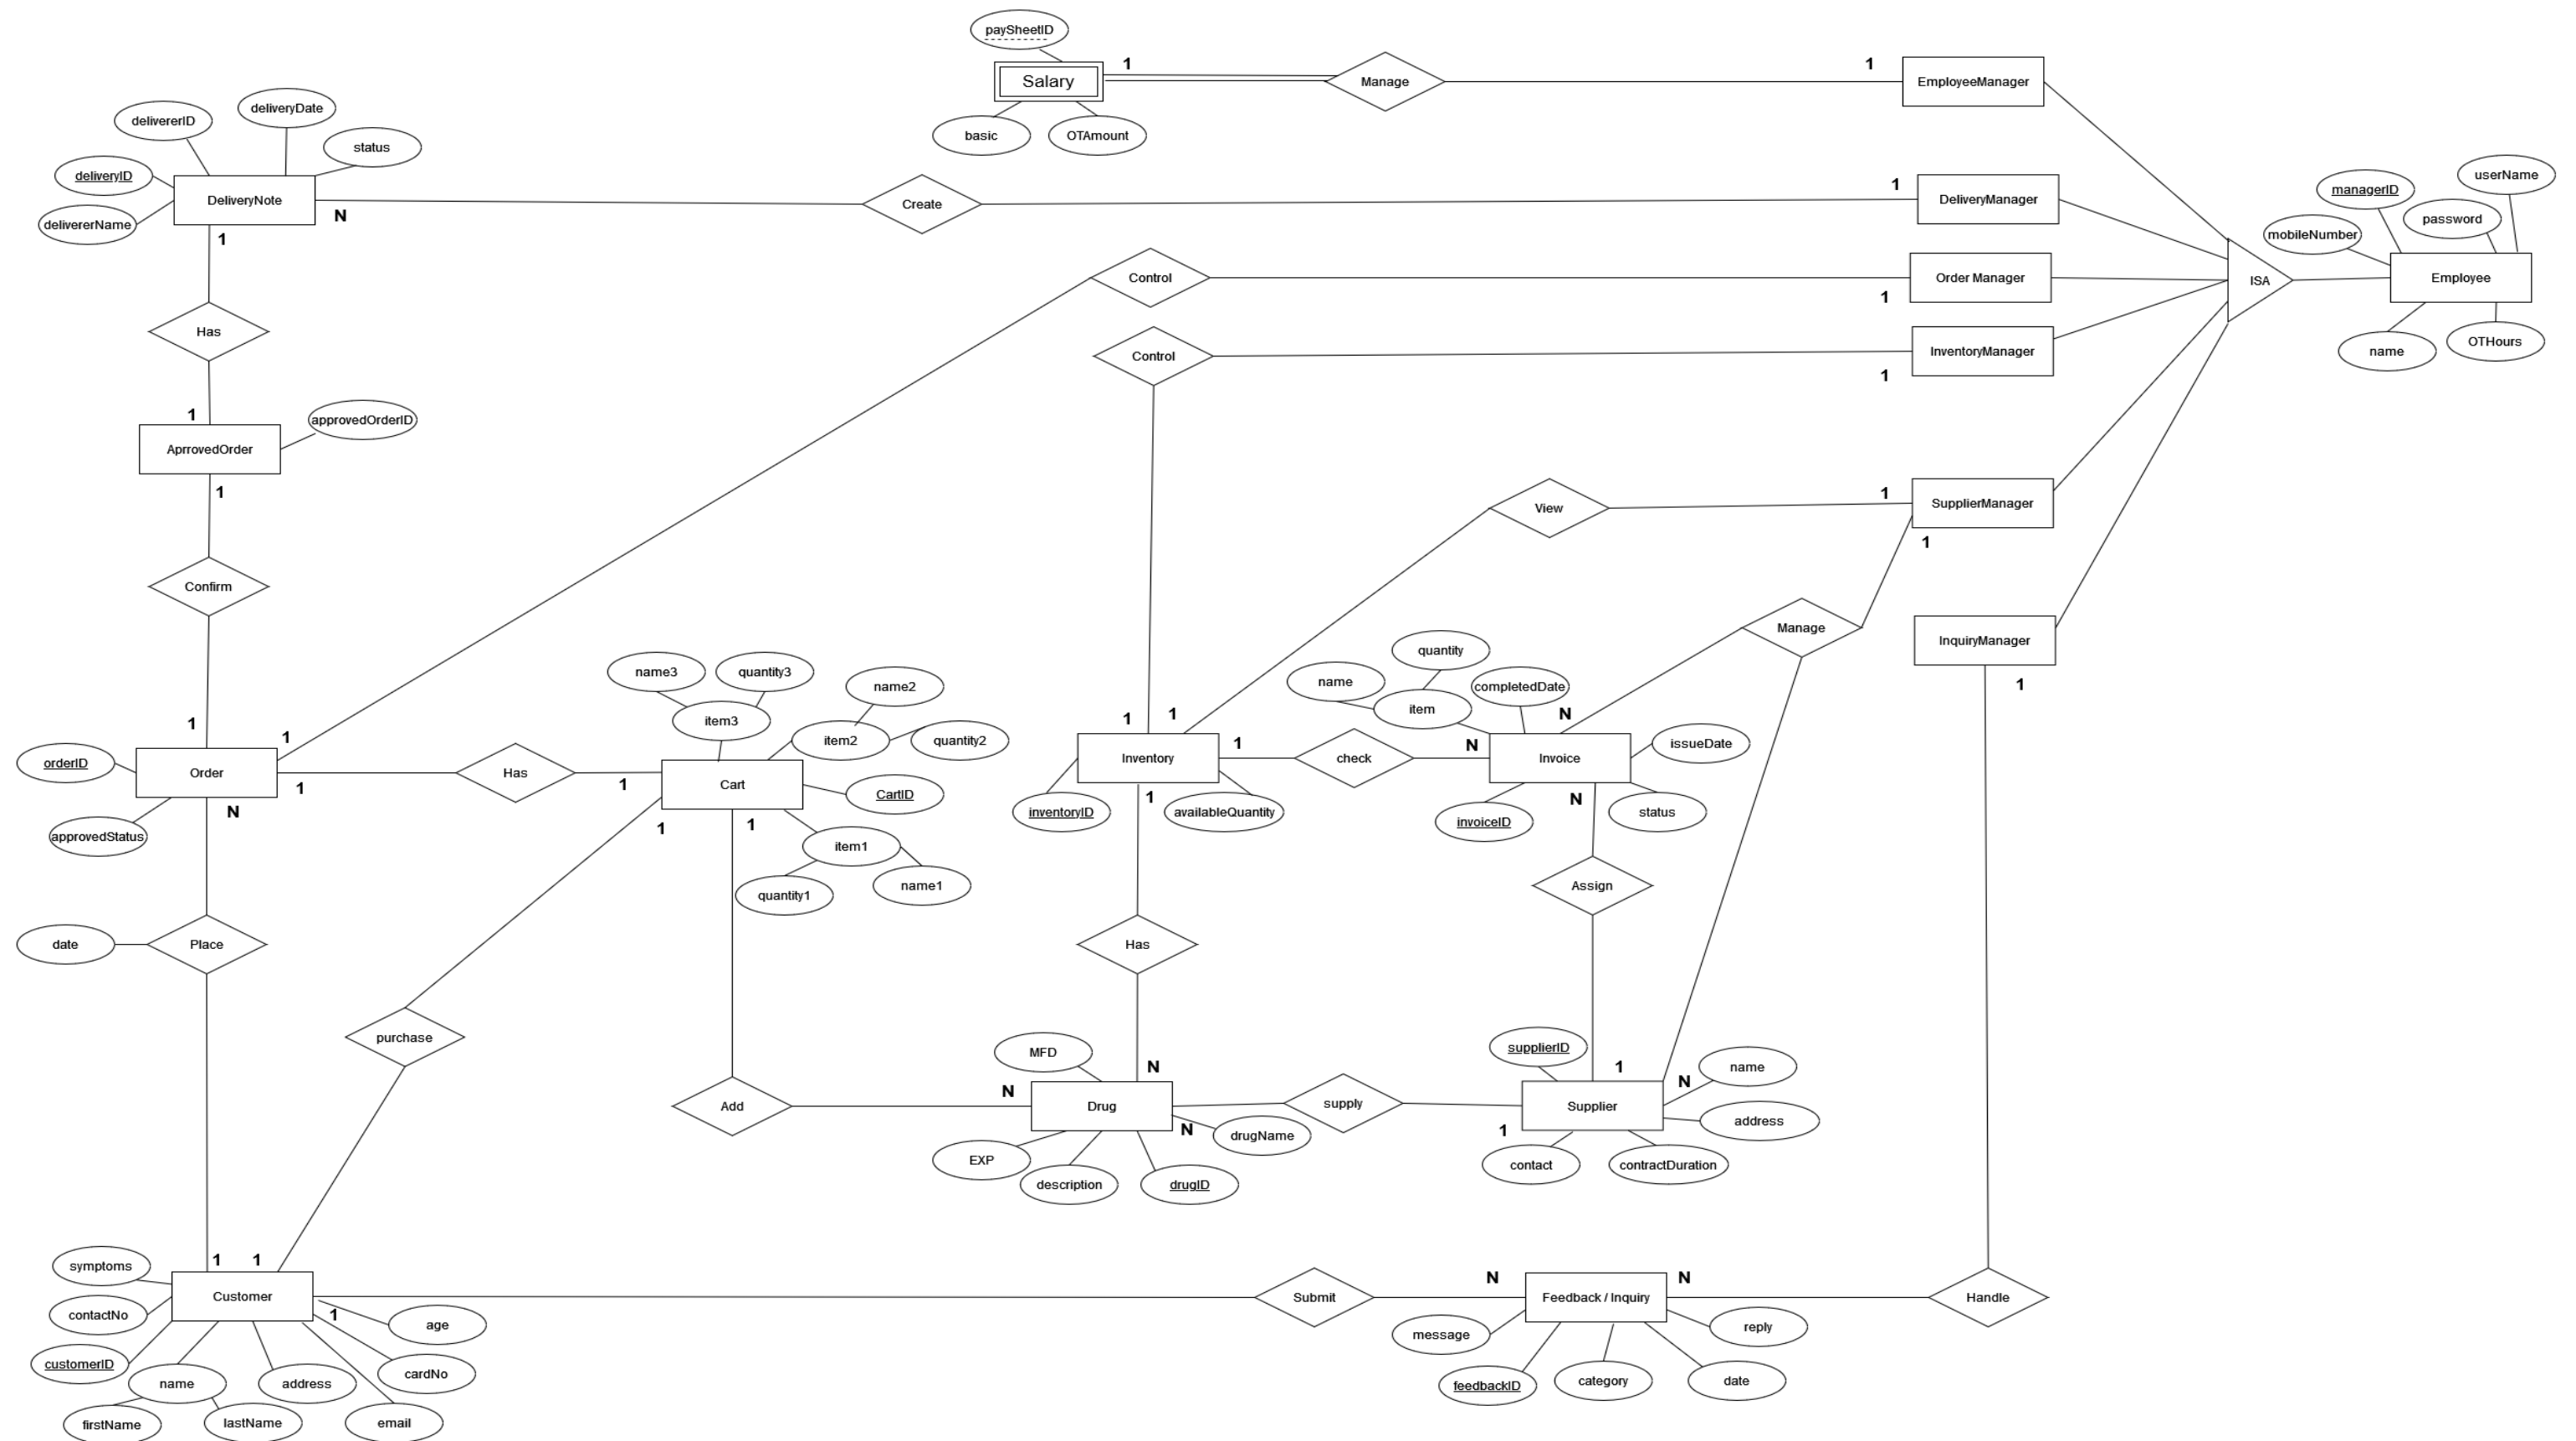 paySheetID
1
1
Salary
Manage
EmployeeManager
basic
OTAmount
deliveryDate
delivererID
status
deliveryID
DeliveryNote
delivererName
N
1
Create
1
DeliveryManager
userName
managerID
password
mobileNumber
Employee
ISA
name
OTHours
Control
Order Manager
1
Has
Control
InventoryManager
1
1
approvedOrderID
AprrovedOrder
1
View
1
SupplierManager
1
Confirm
Manage
InquiryManager
1
name3
quantity3
name2
item3
item2
quantity2
quantity
name
completedDate
item
N
1
1
1
1
orderID
Order
1
Has
1
Cart
CartID
N
approvedStatus
1
1
item1
quantity1
name1
Inventory
1
check
N
Invoice
issueDate
inventoryID
1
availableQuantity
invoiceID
N
status
Assign
date
Place
Has
purchase
MFD
N
supplierID
1
N
name
Add
N
Drug
supply
Supplier
address
N
drugName
1
EXP
description
drugID
contact
contractDuration
1
1
symptoms
Customer
contactNo
1
age
customerID
name
address
cardNo
firstName
lastName
email
Submit
N
N
Feedback / Inquiry
Handle
message
reply
feedbackID
category
date